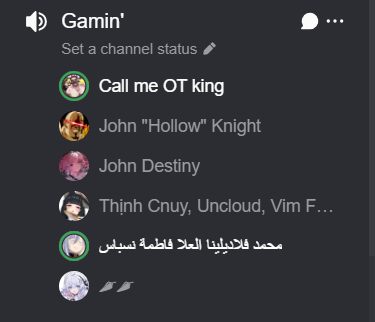 Gamin'
Set a channel status
Call me OT king
John "Hollow" Knight
John Destiny
Thịnh Cnuy, Uncloud, Vim F…
محمد فلاديلينا العلا فاطمة نسباس